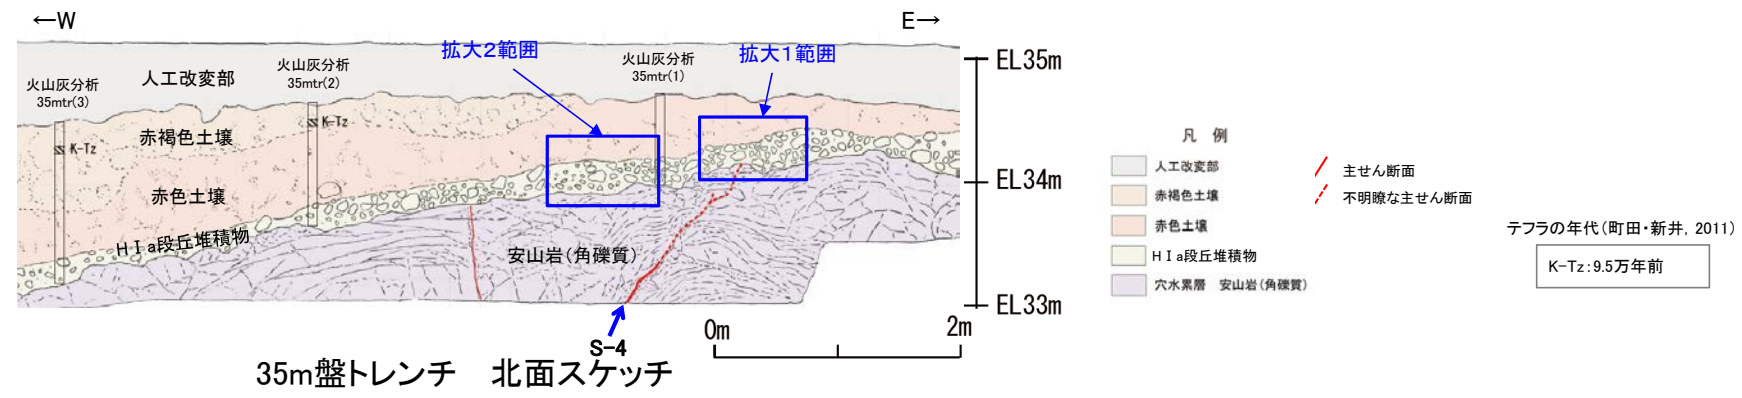 ←W
E→
拡大2範囲
拡大1範囲
火山灰分析
35mtr(3)
人工改変部
火山灰分析
35mtr(2)
火山灰分析
35mtr(1)
K-Tz
K-Tz
赤褐色土壌
赤色土壌
HⅠa段丘堆積物
安山岩(角礫質)
EL35m
EL34m
EL33m
S-4
0m
2m
35m盤トレンチ　北面スケッチ
凡 例
人工改変部
赤褐色土壌
赤色土壌
HⅠa段丘堆積物
穴水累層 安山岩(角礫質)
主せん断面
不明瞭な主せん断面
テフラの年代(町田・新井, 2011)
K-Tz:9.5万年前